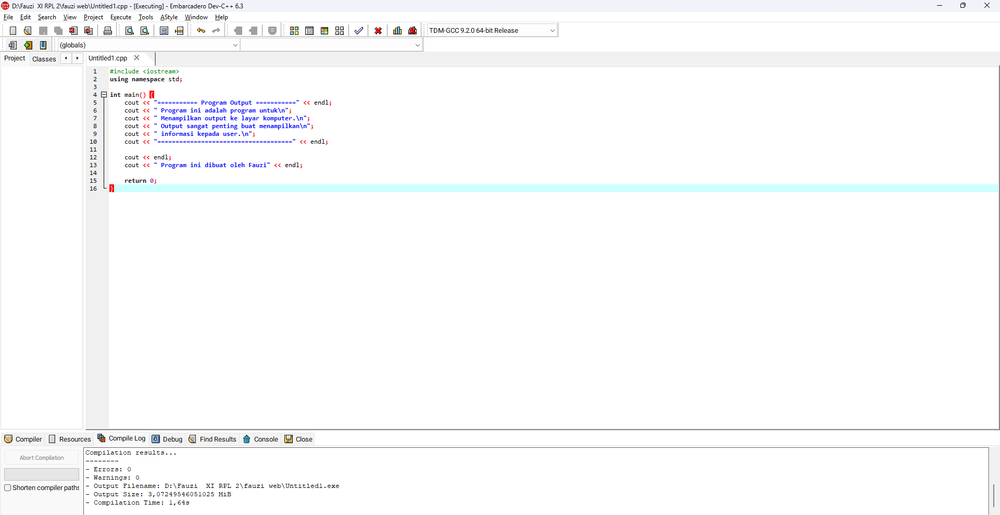 D:\Fauzi  XI RPL 2\fauzi web\Untitled1.cpp - [Executing] - Embarcadero Dev-C++ 6.3
File Edit Search View Project Execute Tools AStyle Window Help
TDM-GCC 9.2.0 64-bit Release
(globals)
Project Classes Untitled1.cpp
1 #include <iostream>
2 using namespace std;
3
4 int main() {
5     cout << "=========== Program Output ===========" << endl;
6     cout << " Program ini adalah program untuk\n";
7     cout << " Menampilkan output ke layar komputer.\n";
8     cout << " Output sangat penting buat menampilkan\n";
9     cout << " informasi kepada user.\n";
10     cout << "=====================================" << endl;
11
12     cout << endl;
13     cout << " Program ini dibuat oleh Fauzi" << endl;
14
15     return 0;
16 }
Compiler Resources Compile Log Debug Find Results Console Close
Abort Compilation
Shorten compiler paths
Compilation results...
--------
- Errors: 0
- Warnings: 0
- Output Filename: D:\Fauzi  XI RPL 2\fauzi web\Untitled1.exe
- Output Size: 3,07249546051025 MiB
- Compilation Time: 1,64s